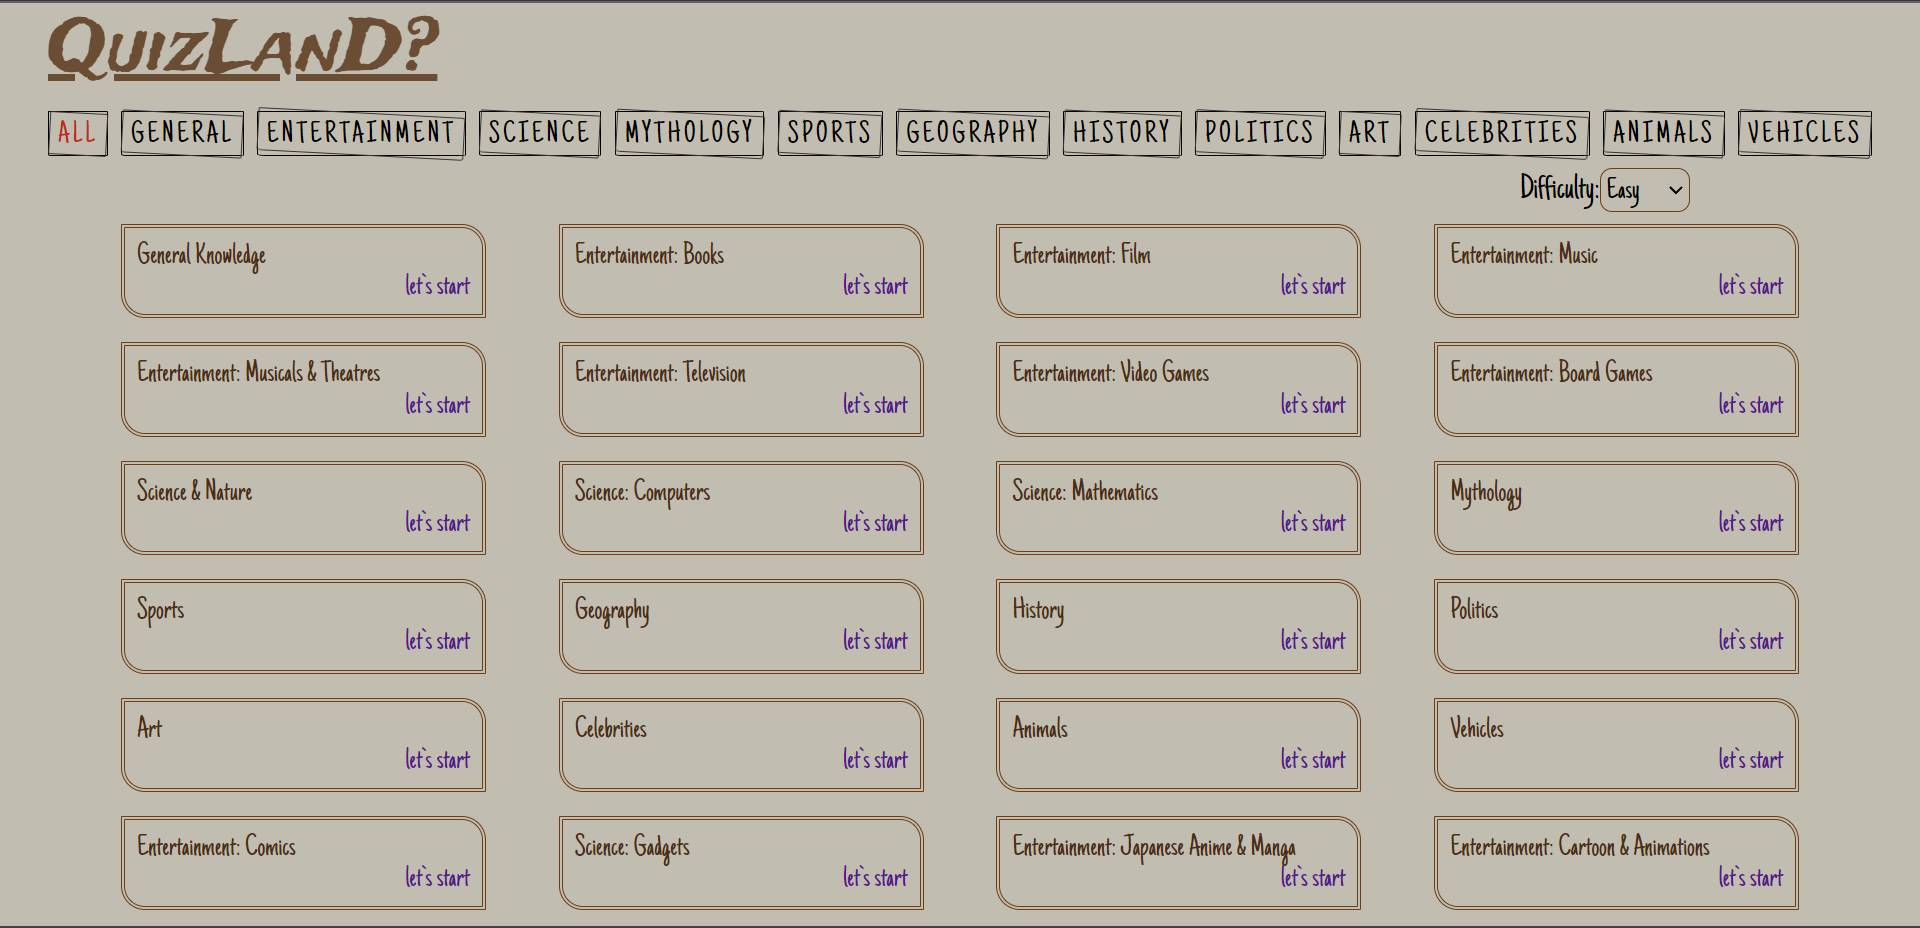 QuizLanD?
ALL GENERAL ENTERTAINMENT SCIENCE MYTHOLOGY SPORTS GEOGRAPHY HISTORY POLITICS ART CELEBRITIES ANIMALS VEHICLES
Difficulty: Easy
General Knowledge
let`s start
Entertainment: Books
let`s start
Entertainment: Film
let`s start
Entertainment: Music
let`s start
Entertainment: Musicals & Theatres
let`s start
Entertainment: Television
let`s start
Entertainment: Video Games
let`s start
Entertainment: Board Games
let`s start
Science & Nature
let`s start
Science: Computers
let`s start
Science: Mathematics
let`s start
Mythology
let`s start
Sports
let`s start
Geography
let`s start
History
let`s start
Politics
let`s start
Art
let`s start
Celebrities
let`s start
Animals
let`s start
Vehicles
let`s start
Entertainment: Comics
let`s start
Science: Gadgets
let`s start
Entertainment: Japanese Anime & Manga
let`s start
Entertainment: Cartoon & Animations
let`s start